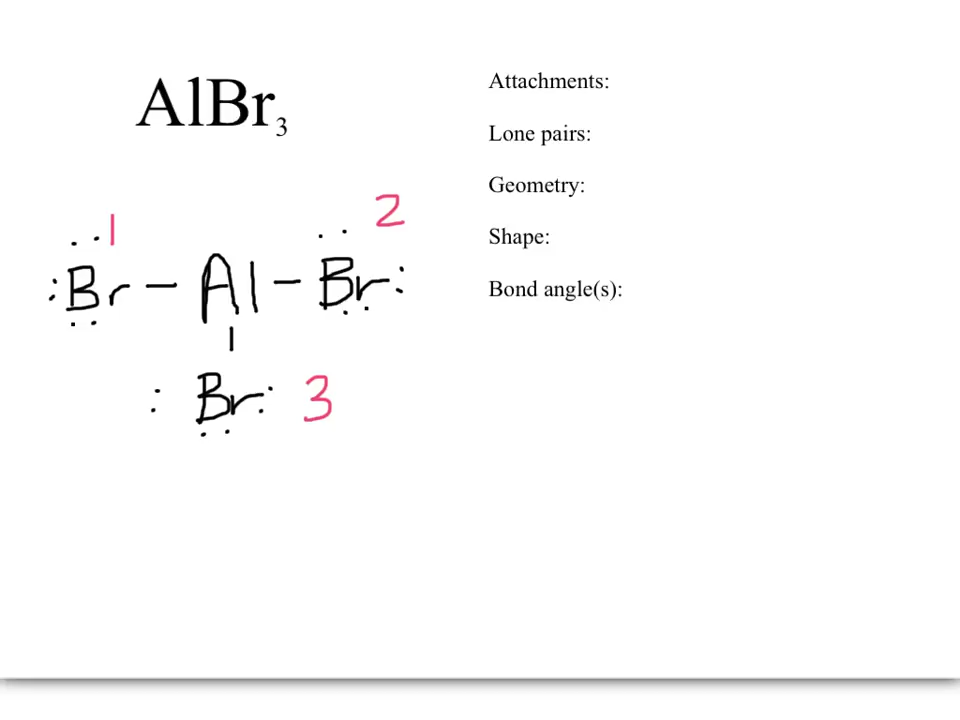 AlBr3
Attachments:
Lone pairs:
Geometry:
Shape:
Bond angle(s):
1 2
:Br - Al - Br:
:Br: 3